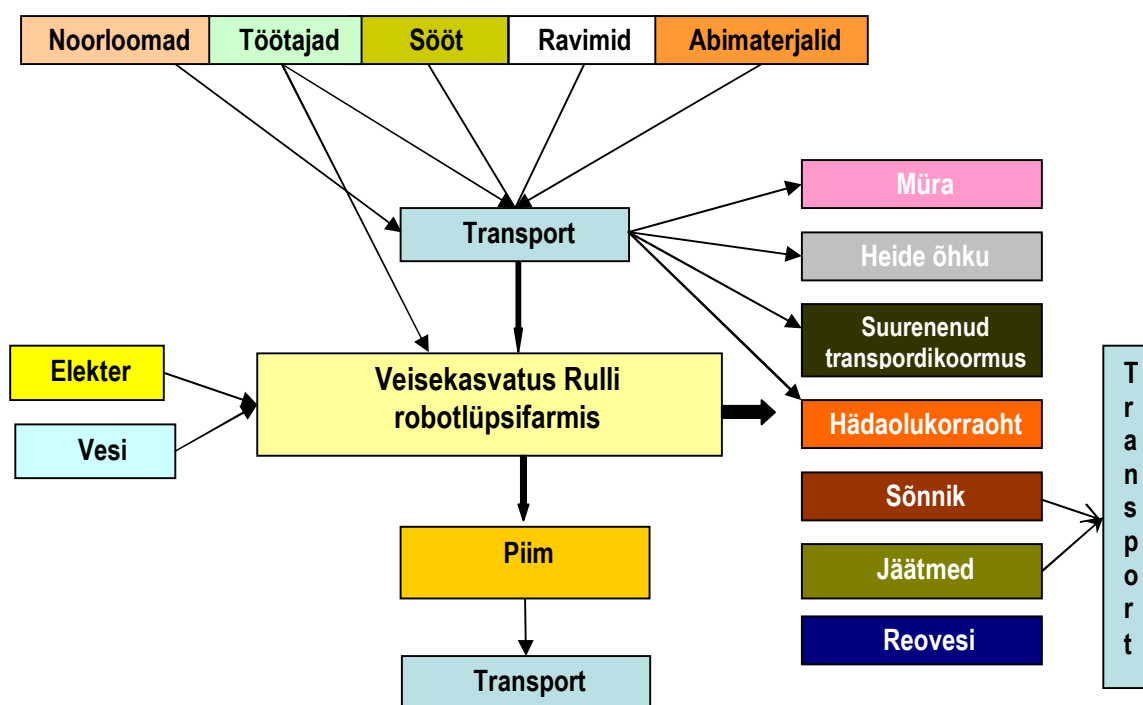 Noorloomad
Töötajad
Sööt
Ravimid
Abimaterjalid
Müra
Transport
Heide õhku
Suurenenud
transpordikoormus
Elekter
Veisekasvatus Rulli
robotlüpsifarmis
Hädaolukorraoht
Vesi
Sõnnik
Piim
Jäätmed
Reovesi
Transport
T
r
a
n
s
p
o
r
t